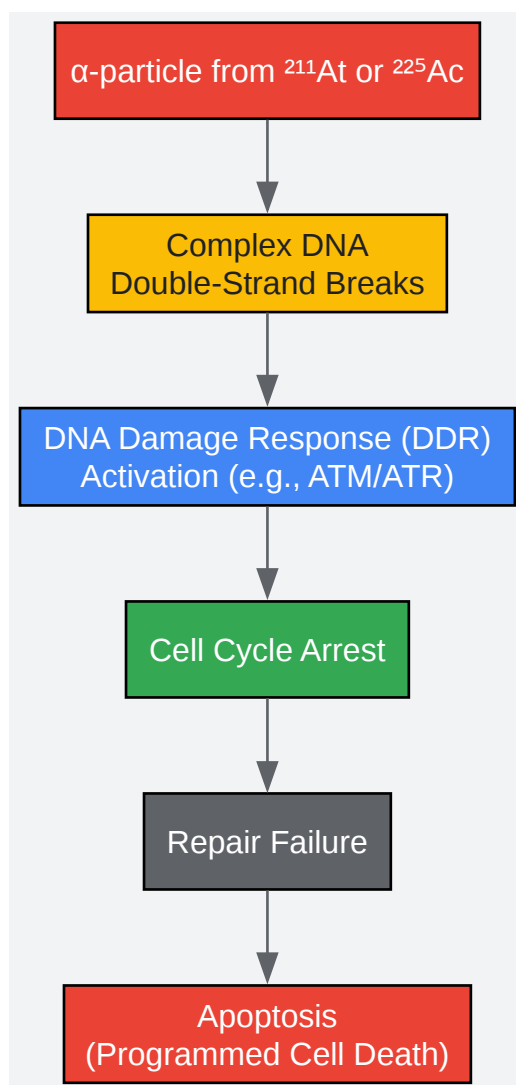 α-particle from ²¹¹At or ²²⁵Ac
Complex DNA
Double-Strand Breaks
DNA Damage Response (DDR)
Activation (e.g., ATM/ATR)
Cell Cycle Arrest
Repair Failure
Apoptosis
(Programmed Cell Death)